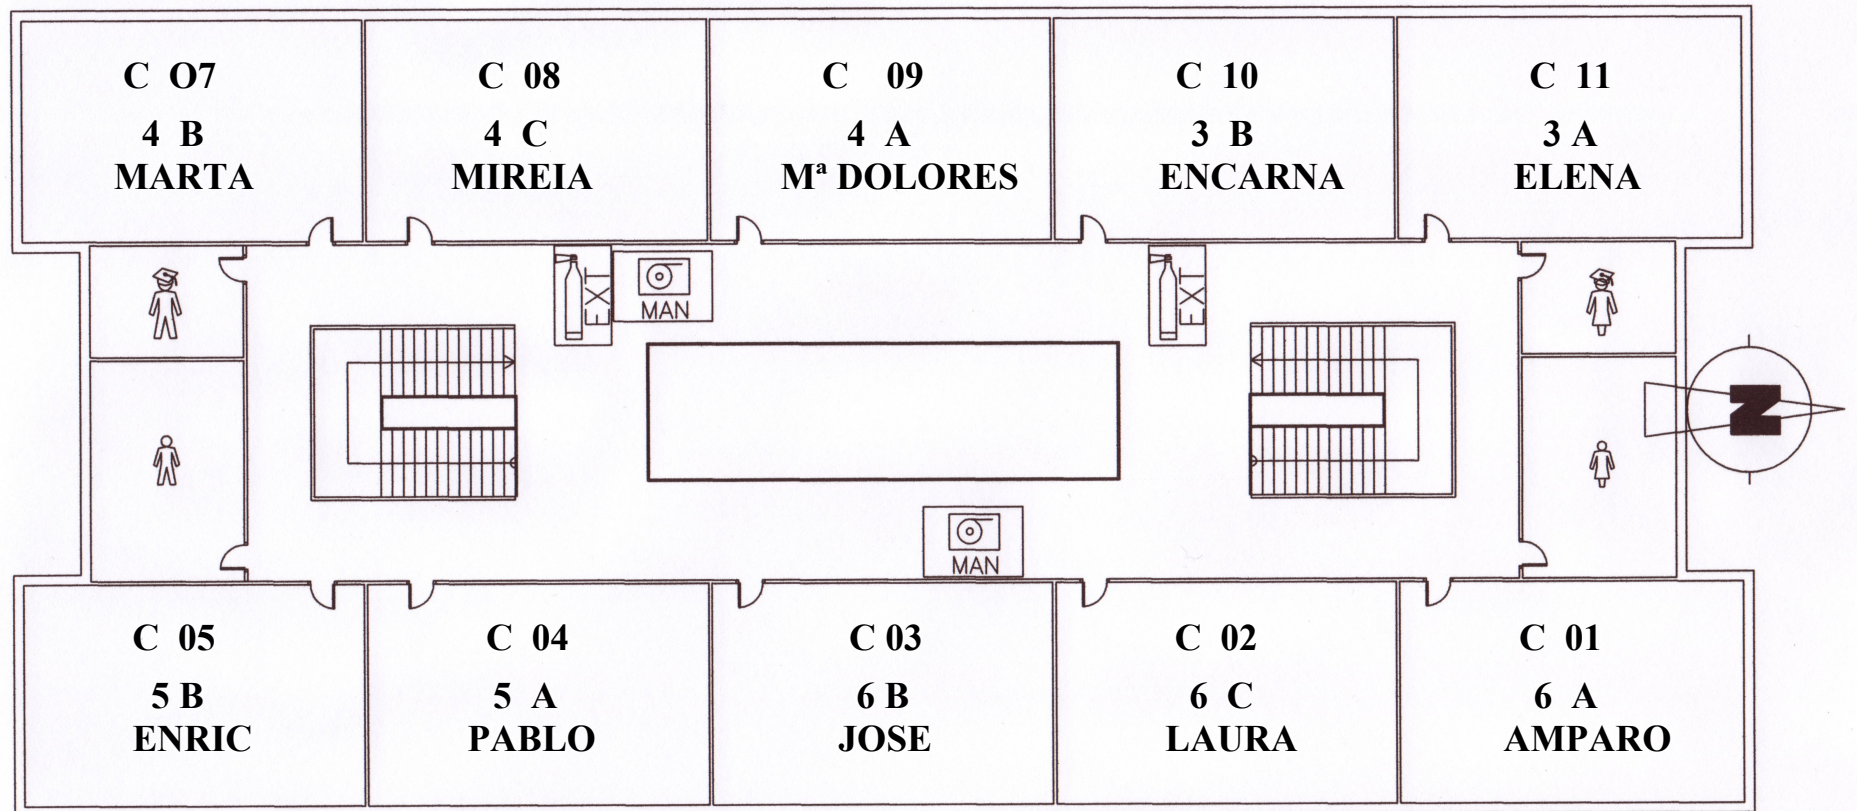 C O7
4 B
MARTA
C 08
4 C
MIREIA
C 09
4 A
Mª DOLORES
C 10
3 B
ENCARNA
C 11
3 A
ELENA
EXT
MAN
EXT
N
MAN
C 05
5 B
ENRIC
C 04
5 A
PABLO
C 03
6 B
JOSE
C 02
6 C
LAURA
C 01
6 A
AMPARO